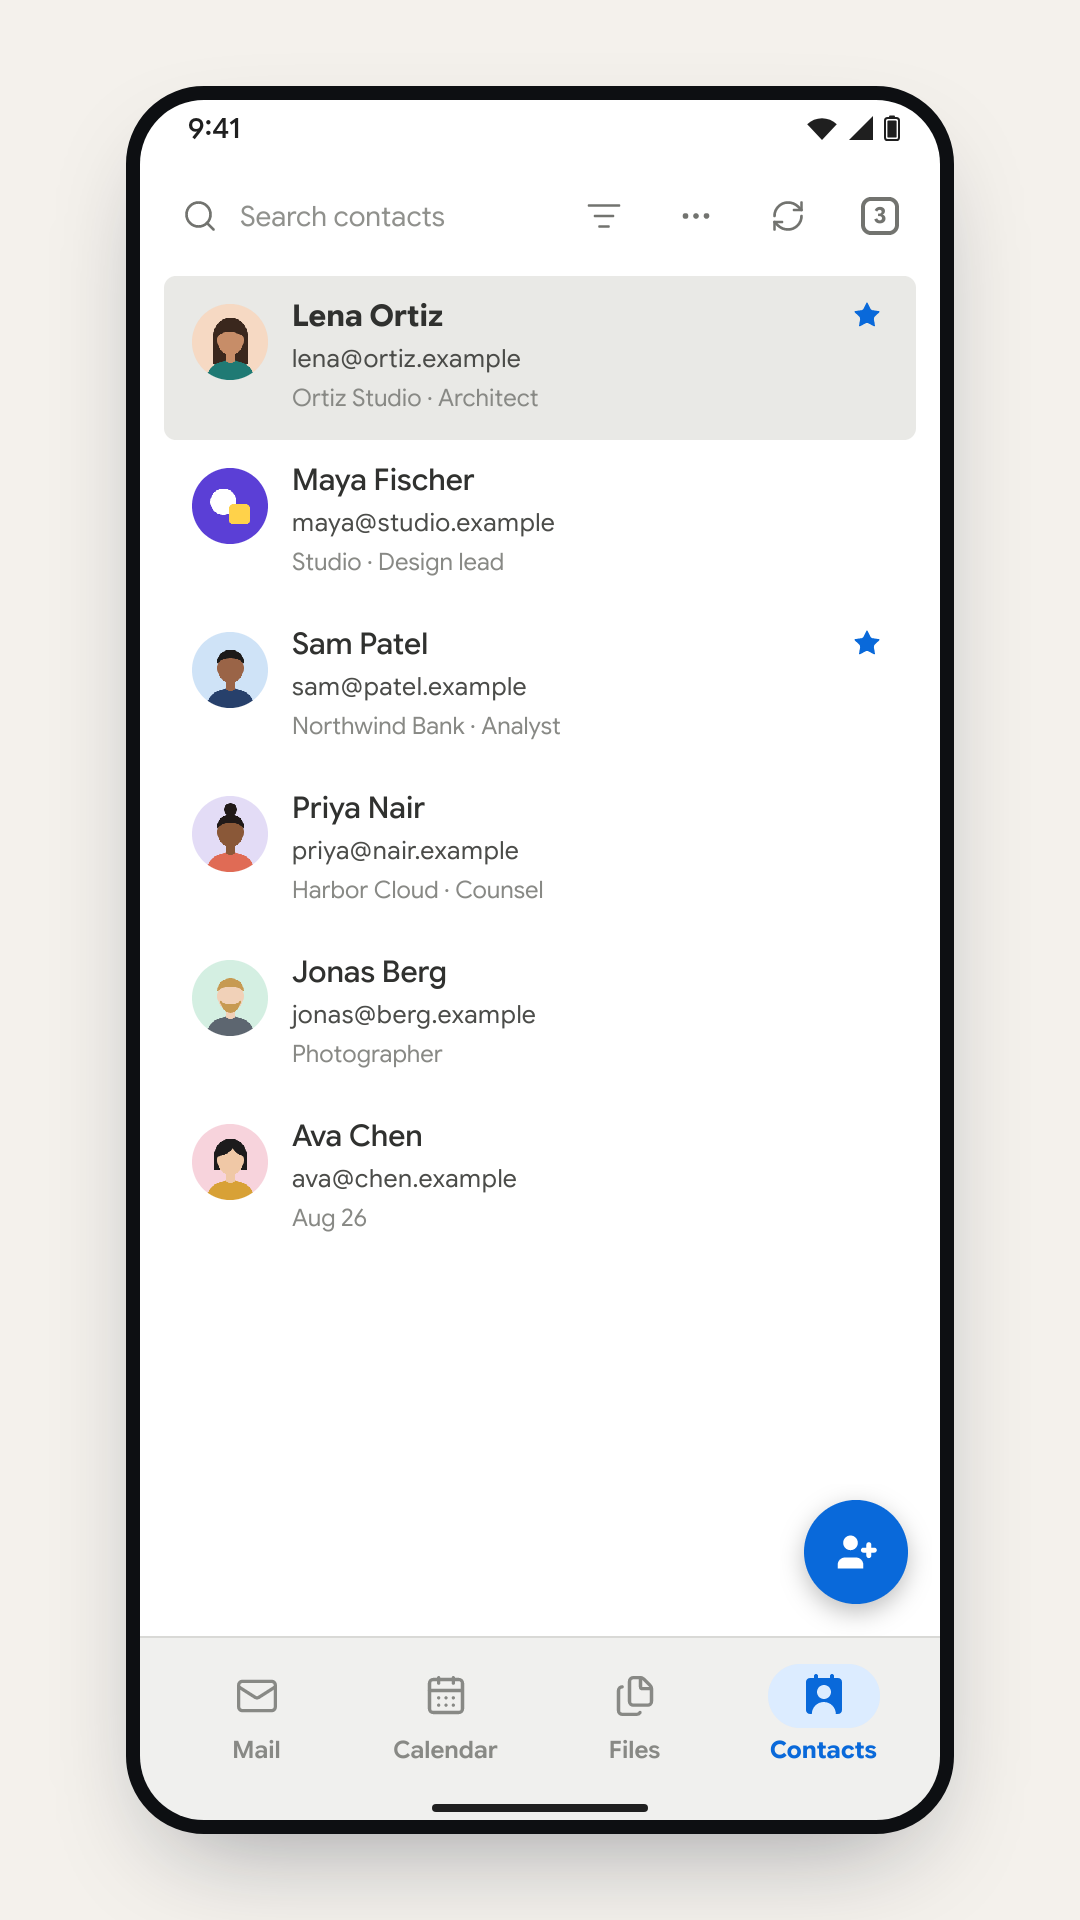 9:41
Search contacts
3
Lena Ortiz
lena@ortiz.example
Ortiz Studio · Architect
Maya Fischer
maya@studio.example
Studio · Design lead
Sam Patel
sam@patel.example
Northwind Bank · Analyst
Priya Nair
priya@nair.example
Harbor Cloud · Counsel
Jonas Berg
jonas@berg.example
Photographer
Ava Chen
ava@chen.example
Aug 26
Mail
Calendar
Files
Contacts